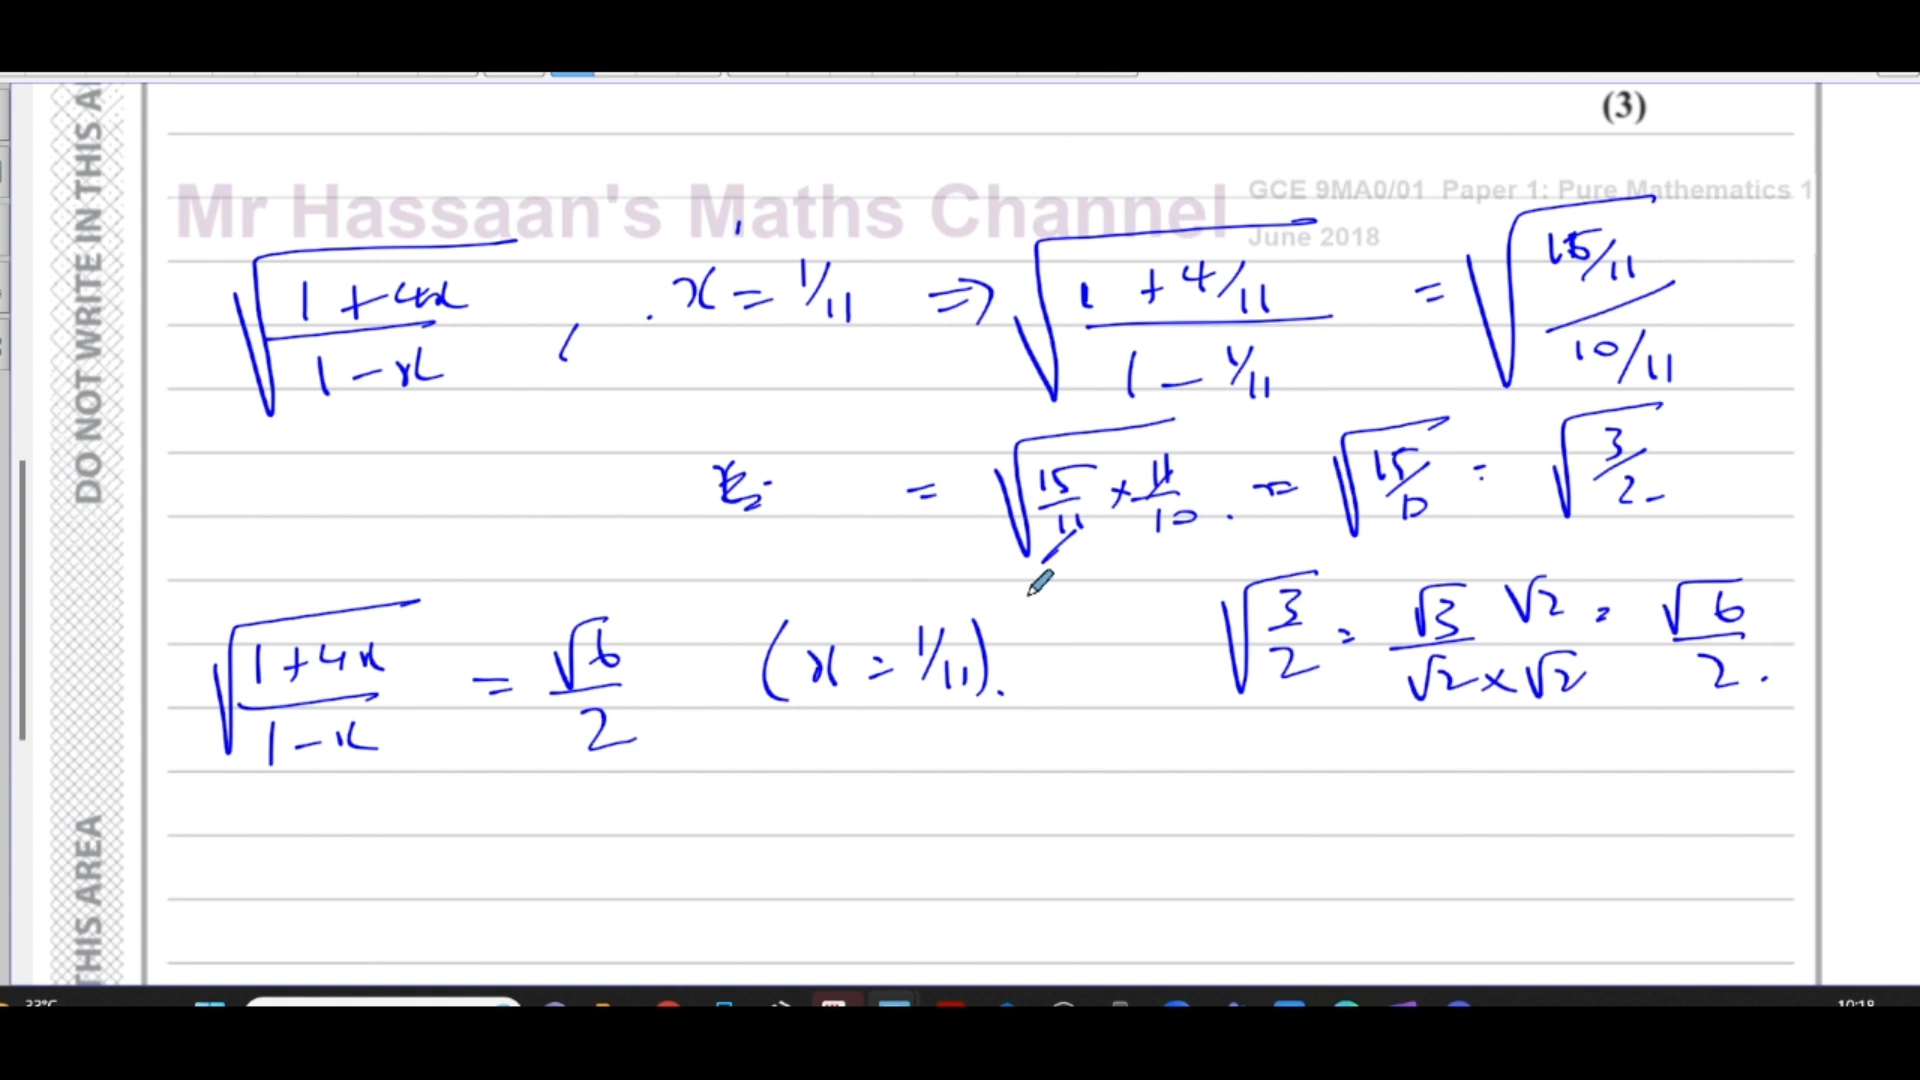 (3)
DO NOT WRITE IN THIS A
Mr Hassaan's Maths Channel
GCE 9MA0/01 Paper 1: Pure Mathematics 1
June 2018
√((1+4x)/(1-x)) , x = 1/11 ⇒ √((1 + 4/11)/(1 - 1/11)) = √((15/11)/(10/11))
= √(15/11 × 11/10) = √(15/10) = √(3/2)
√((1+4x)/(1-x)) = √6/2 (x = 1/11). √(3/2) = (√3 √2)/(√2×√2) = √6/2.
THIS AREA
33°C
10:18